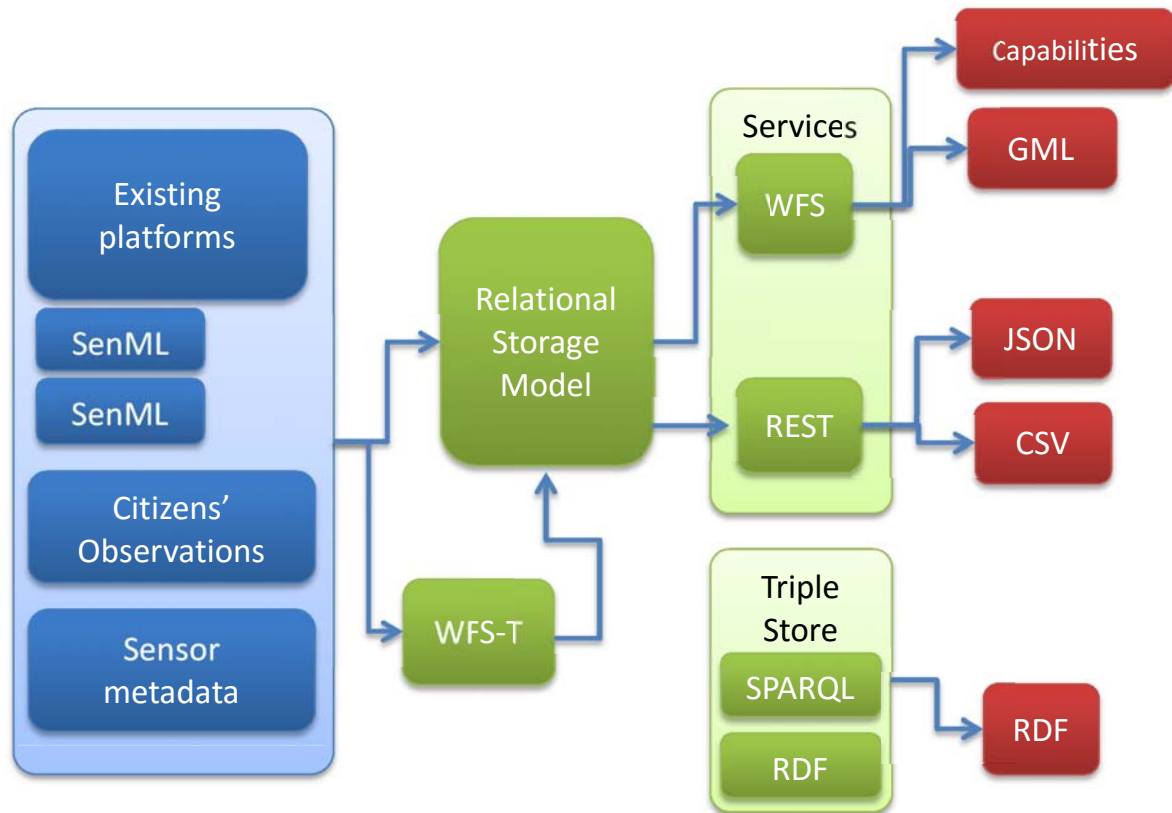 Existing
platforms
SenML
SenML
Citizens’
Observations
Sensor
metadata
Relational
Storage
Model
WFS-T
Services
WFS
REST
Triple
Store
SPARQL
RDF
Capabilities
GML
JSON
CSV
RDF